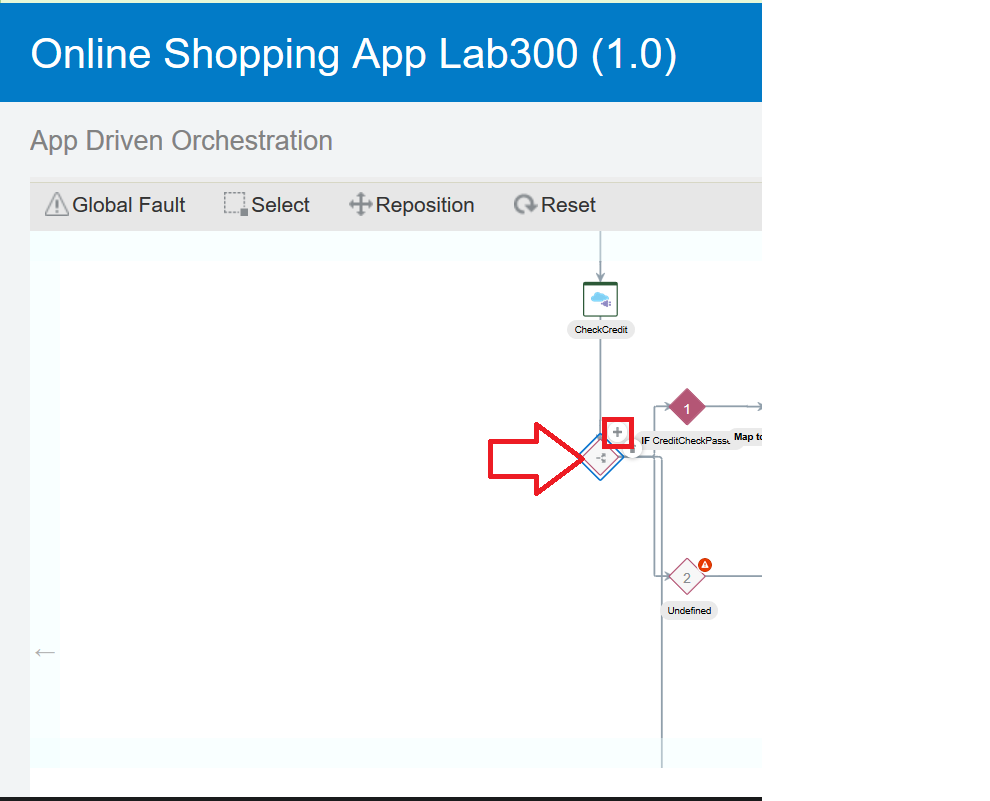 Online Shopping App Lab300 (1.0)
App Driven Orchestration
Global Fault Select Reposition Reset
CheckCredit
1
IF CreditCheckPasse Map to
2
Undefined